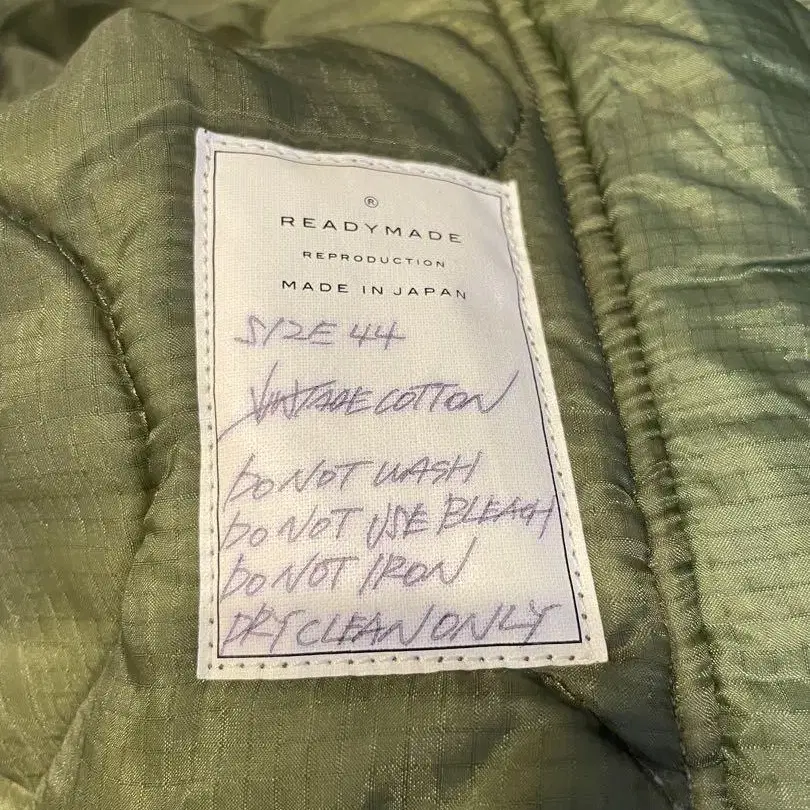 ®
READYMADE
REPRODUCTION
MADE IN JAPAN
SIZE 44
VINTAGE COTTON
DO NOT WASH
DO NOT USE BLEACH
DO NOT IRON
DRY CLEAN ONLY